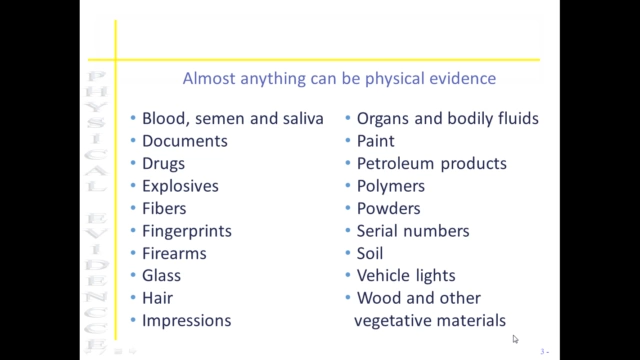 Almost anything can be physical evidence
• Blood, semen and saliva
• Documents
• Drugs
• Explosives
• Fibers
• Fingerprints
• Firearms
• Glass
• Hair
• Impressions
• Organs and bodily fluids
• Paint
• Petroleum products
• Polymers
• Powders
• Serial numbers
• Soil
• Vehicle lights
• Wood and other
vegetative materials
PHYSICAL EVIDENCE
3 -